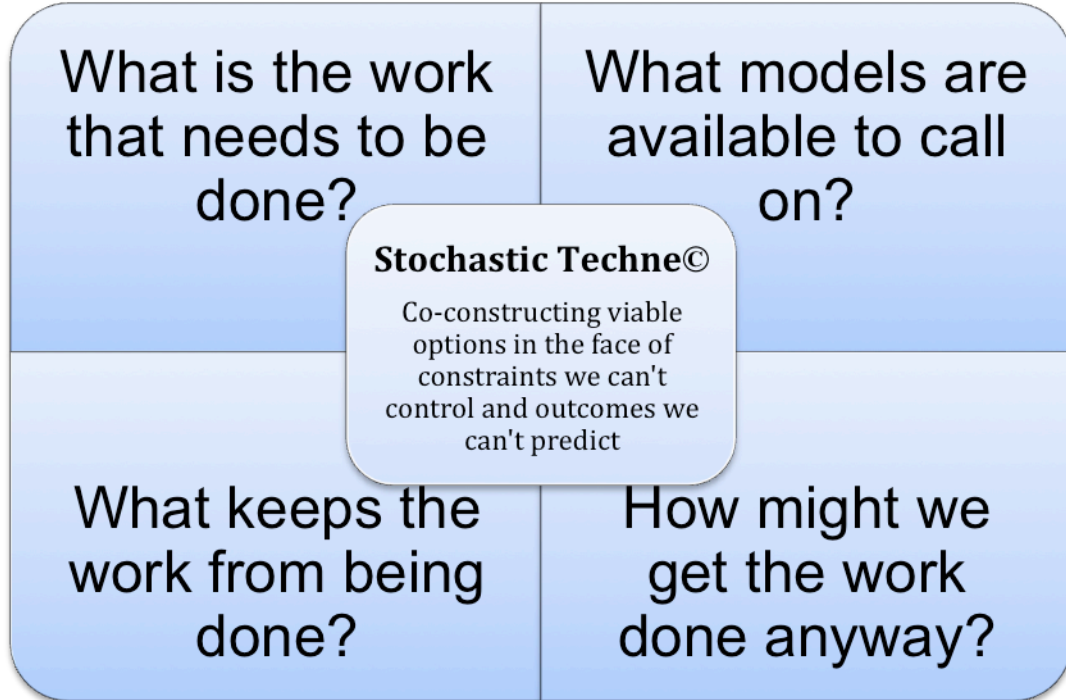 What is the work
that needs to be
done?
What models are
available to call
on?
Stochastic Techne©
Co-constructing viable
options in the face of
constraints we can't
control and outcomes we
can't predict
What keeps the
work from being
done?
How might we
get the work
done anyway?